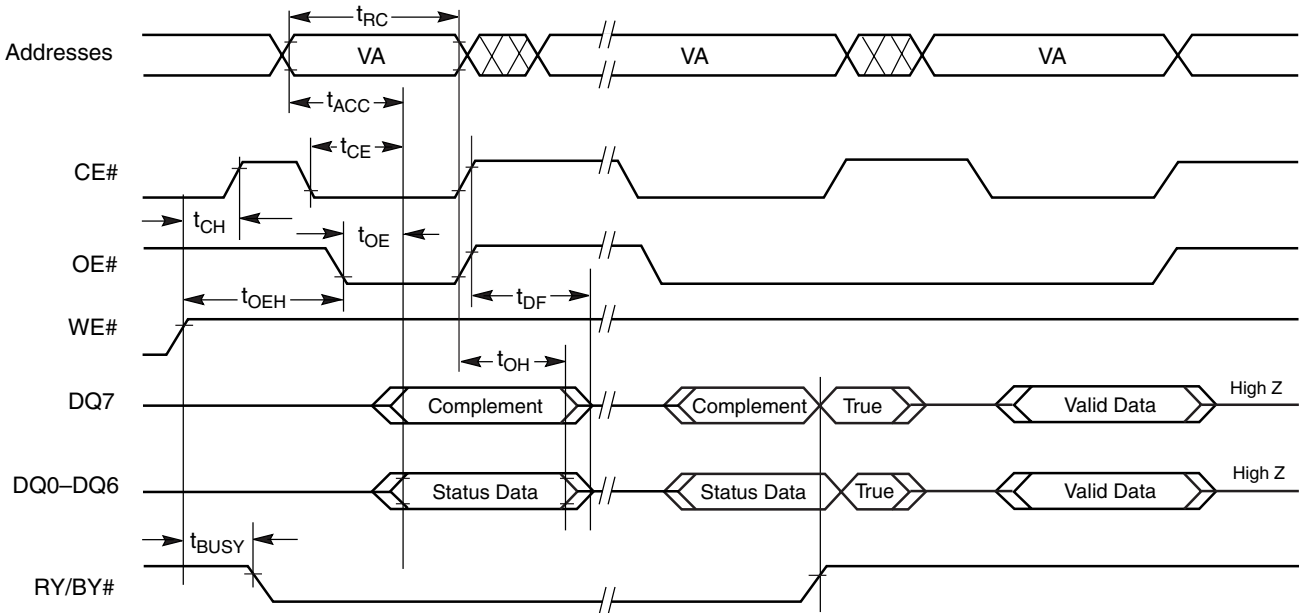 tRC
Addresses VA VA VA
tACC
tCE
CE#
tCH tOE
OE#
tOEH tDF
WE#
tOH
DQ7 Complement Complement True Valid Data High Z
DQ0–DQ6 Status Data Status Data True Valid Data High Z
tBUSY
RY/BY#